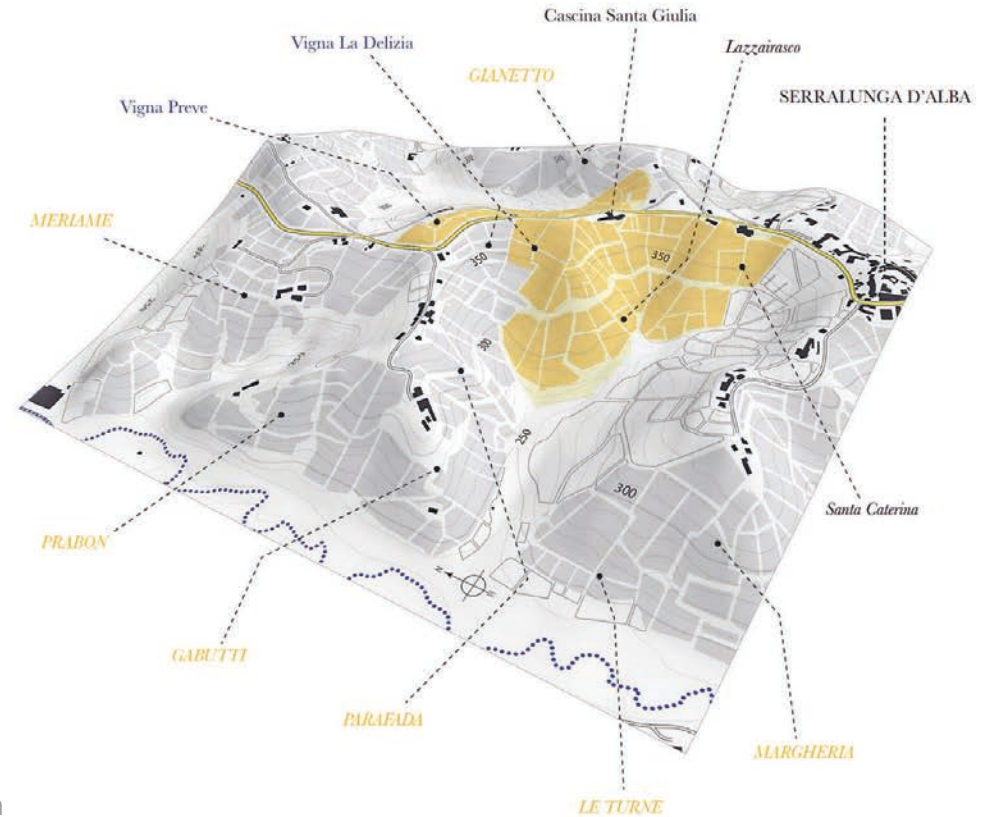 Cascina Santa Giulia
Vigna La Delizia
Lazzairasco
GIANETTO
SERRALUNGA D'ALBA
Vigna Preve
MERIAME
350
350
300
250
300
Santa Caterina
PRABON
N
GABUTTI
PARAFADA
MARGHERIA
LE TURNE